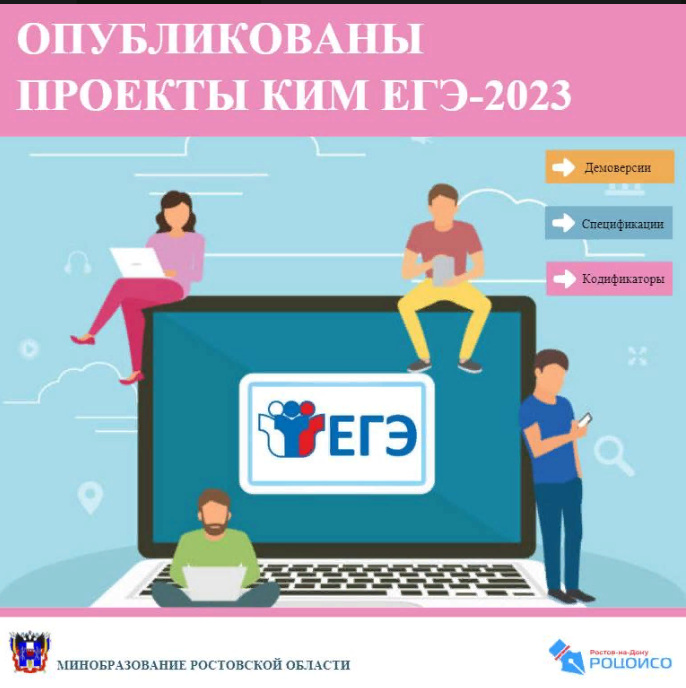 ОПУБЛИКОВАНЫ
ПРОЕКТЫ КИМ ЕГЭ-2023
Демоверсии
Спецификации
Кодификаторы
ЕГЭ
МИНОБРАЗОВАНИЕ РОСТОВСКОЙ ОБЛАСТИ
Ростов-на-Дону
РОЦОИСО